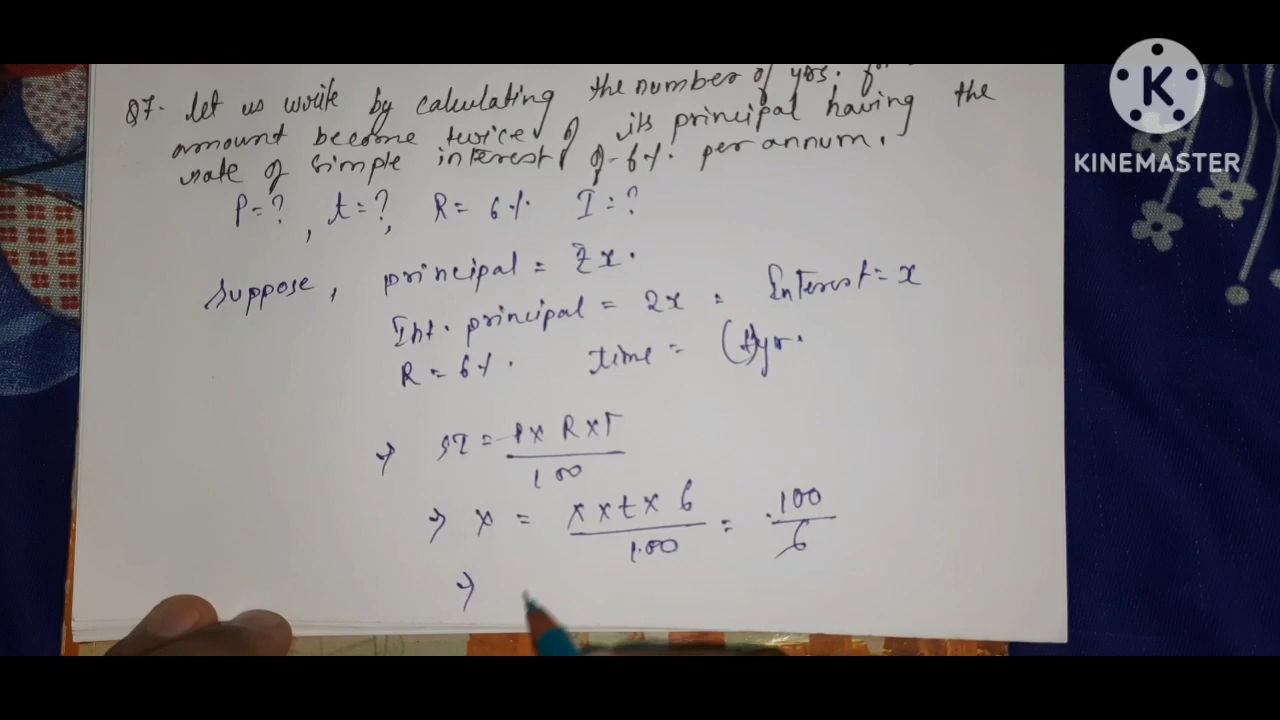 Q7. let us write by calculating the number of yrs. for
amount become twice of its principal having the
rate of simple interest of 6%. per annum.
P=?, t=?, R= 6%. I=?
Suppose, principal = ₹x.
Int. principal = 2x = Interest = x
R = 6%. time = (t)yr.
→ SI = P x R x T
100
→ x = x x t x 6 = 100
100 6
→
K
KINEMASTER